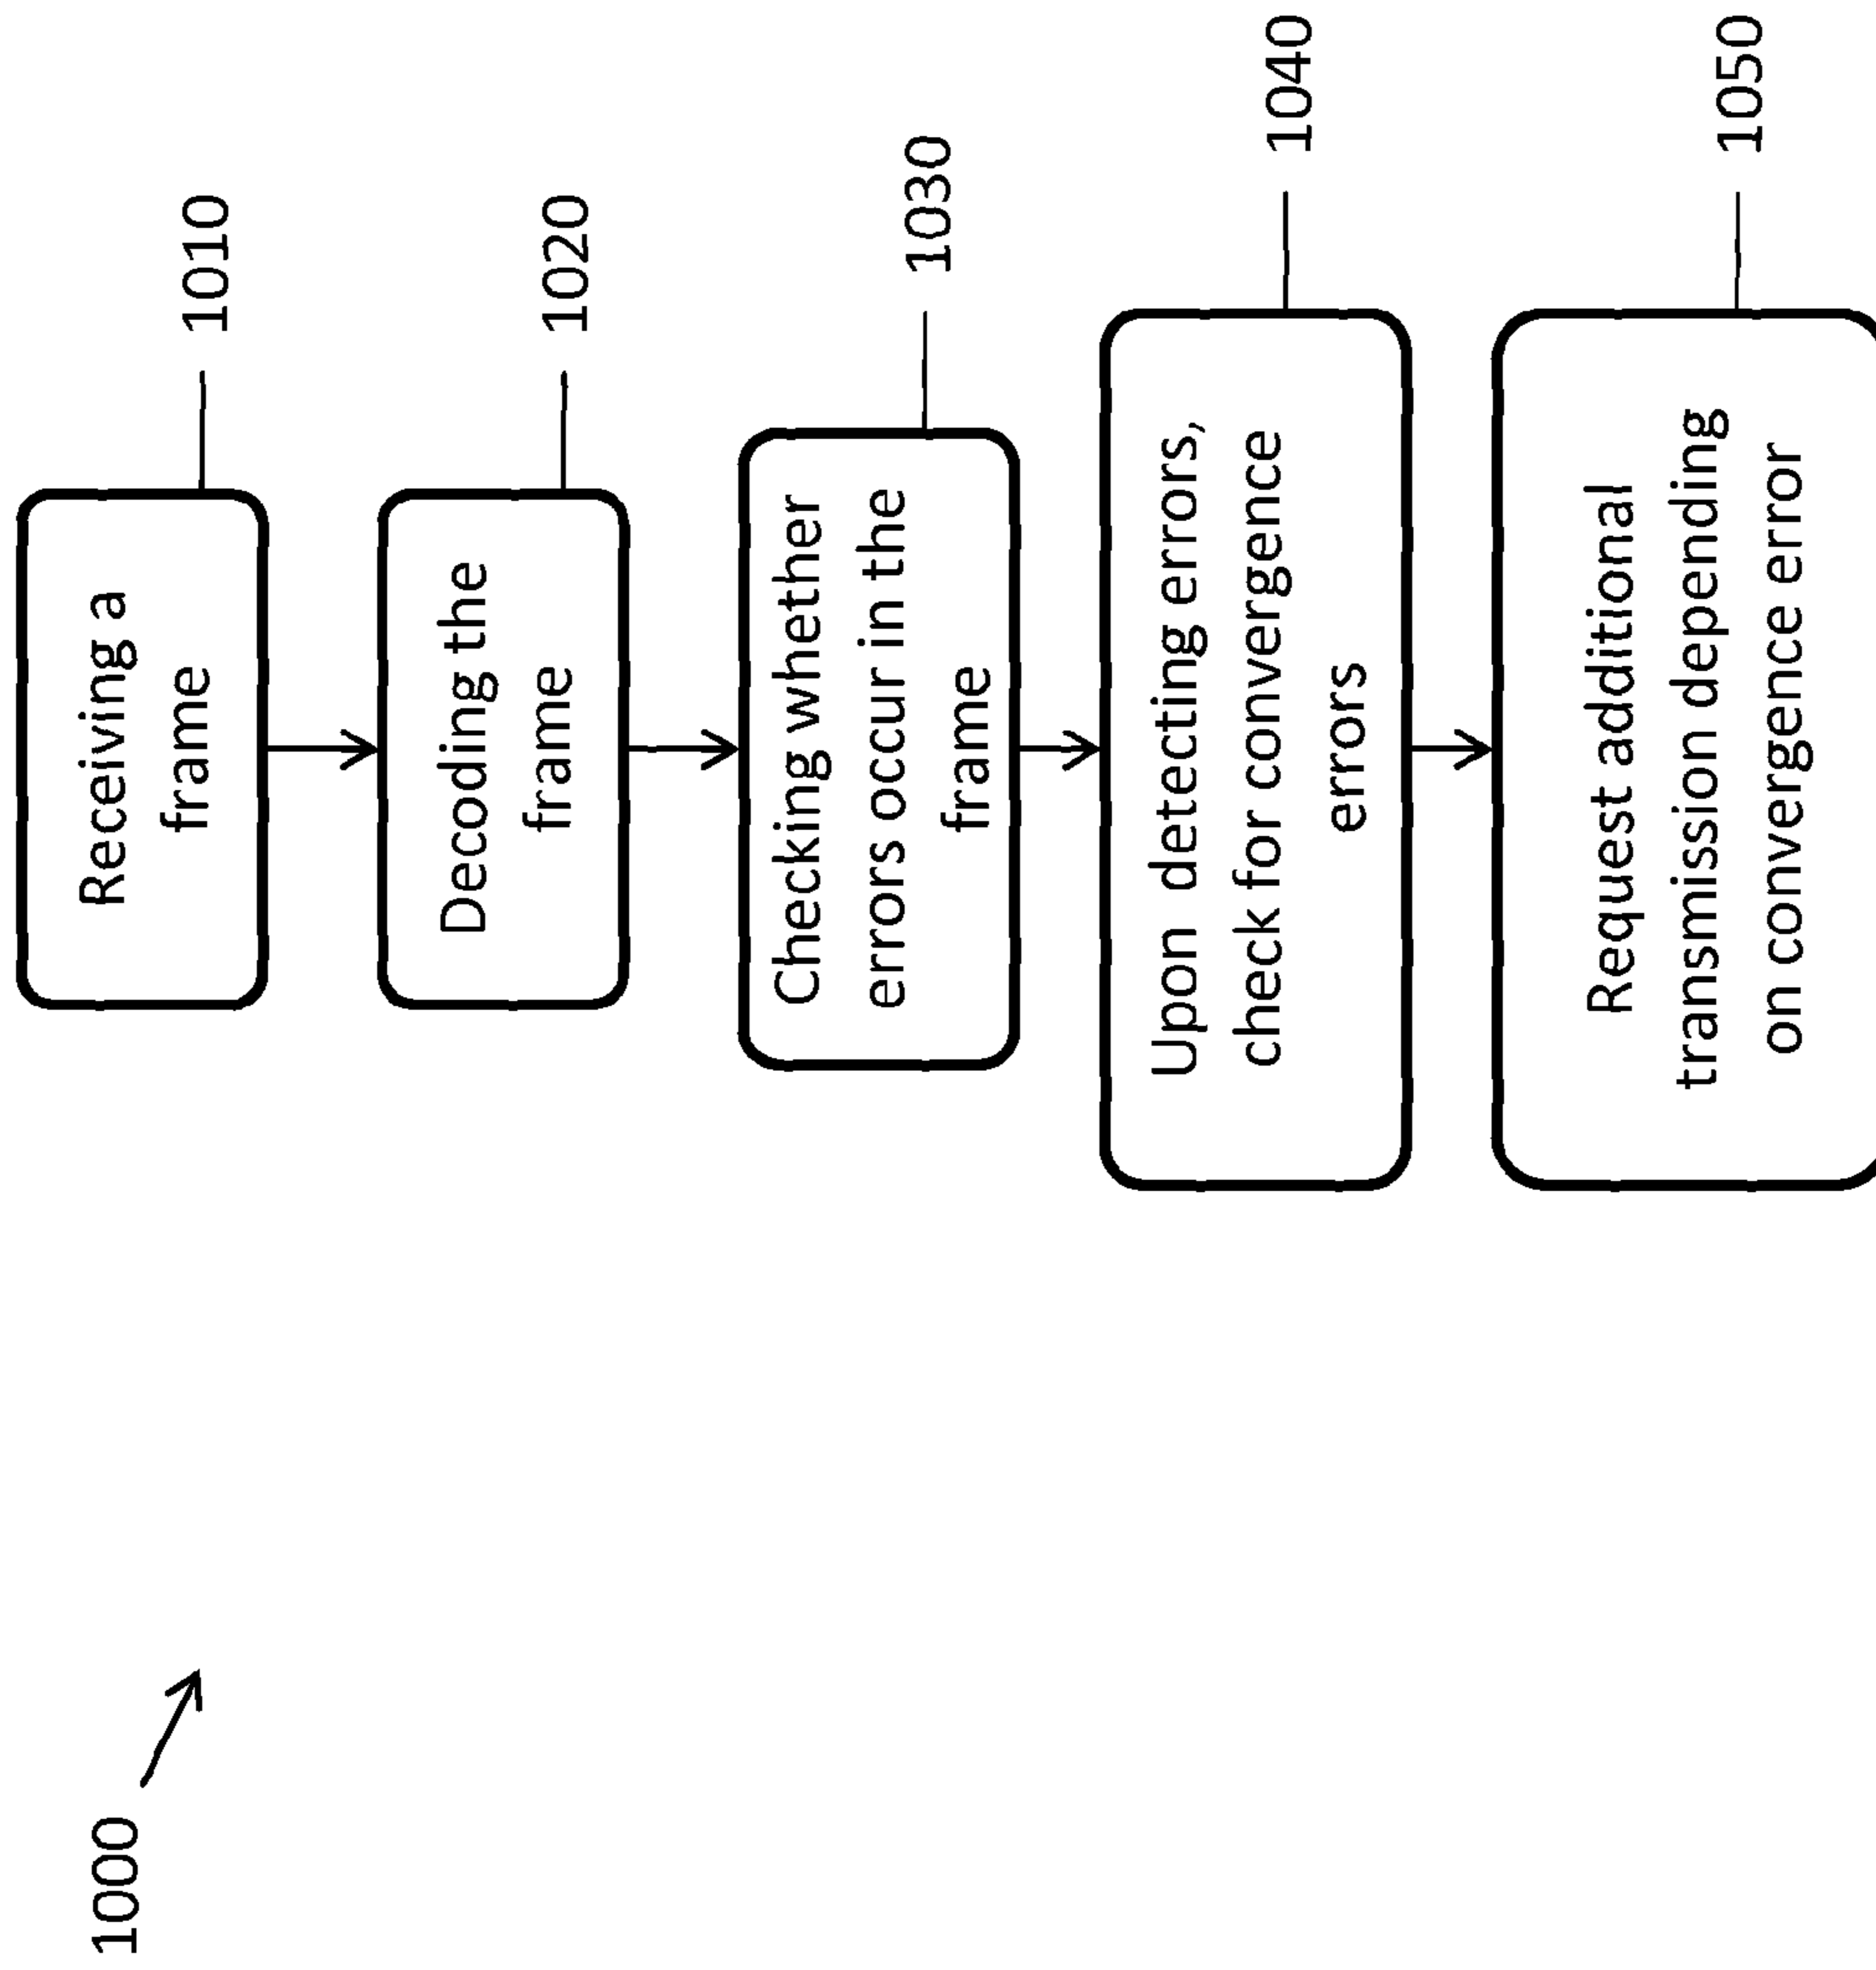 1000
Receiving a
frame
1010
Decoding the
frame
1020
Checking whether
errors occur in the
frame
1030
Upon detecting errors,
check for convergence
errors
1040
Request additional
transmission depending
on convergence error
1050